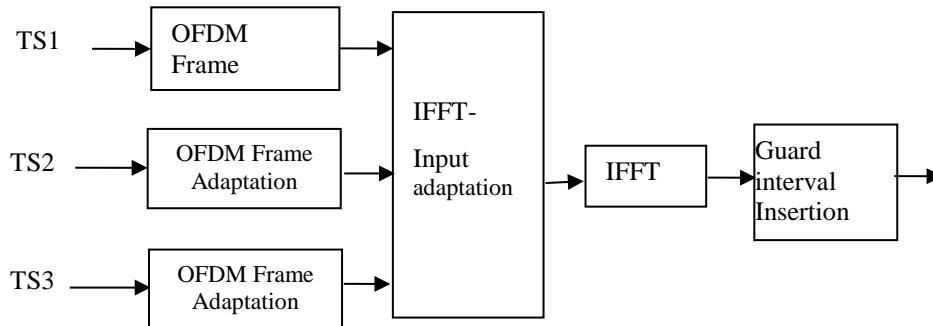 TS1
OFDM
Frame
TS2
OFDM Frame
Adaptation
TS3
OFDM Frame
Adaptation
IFFT-
Input
adaptation
IFFT
Guard
interval
Insertion